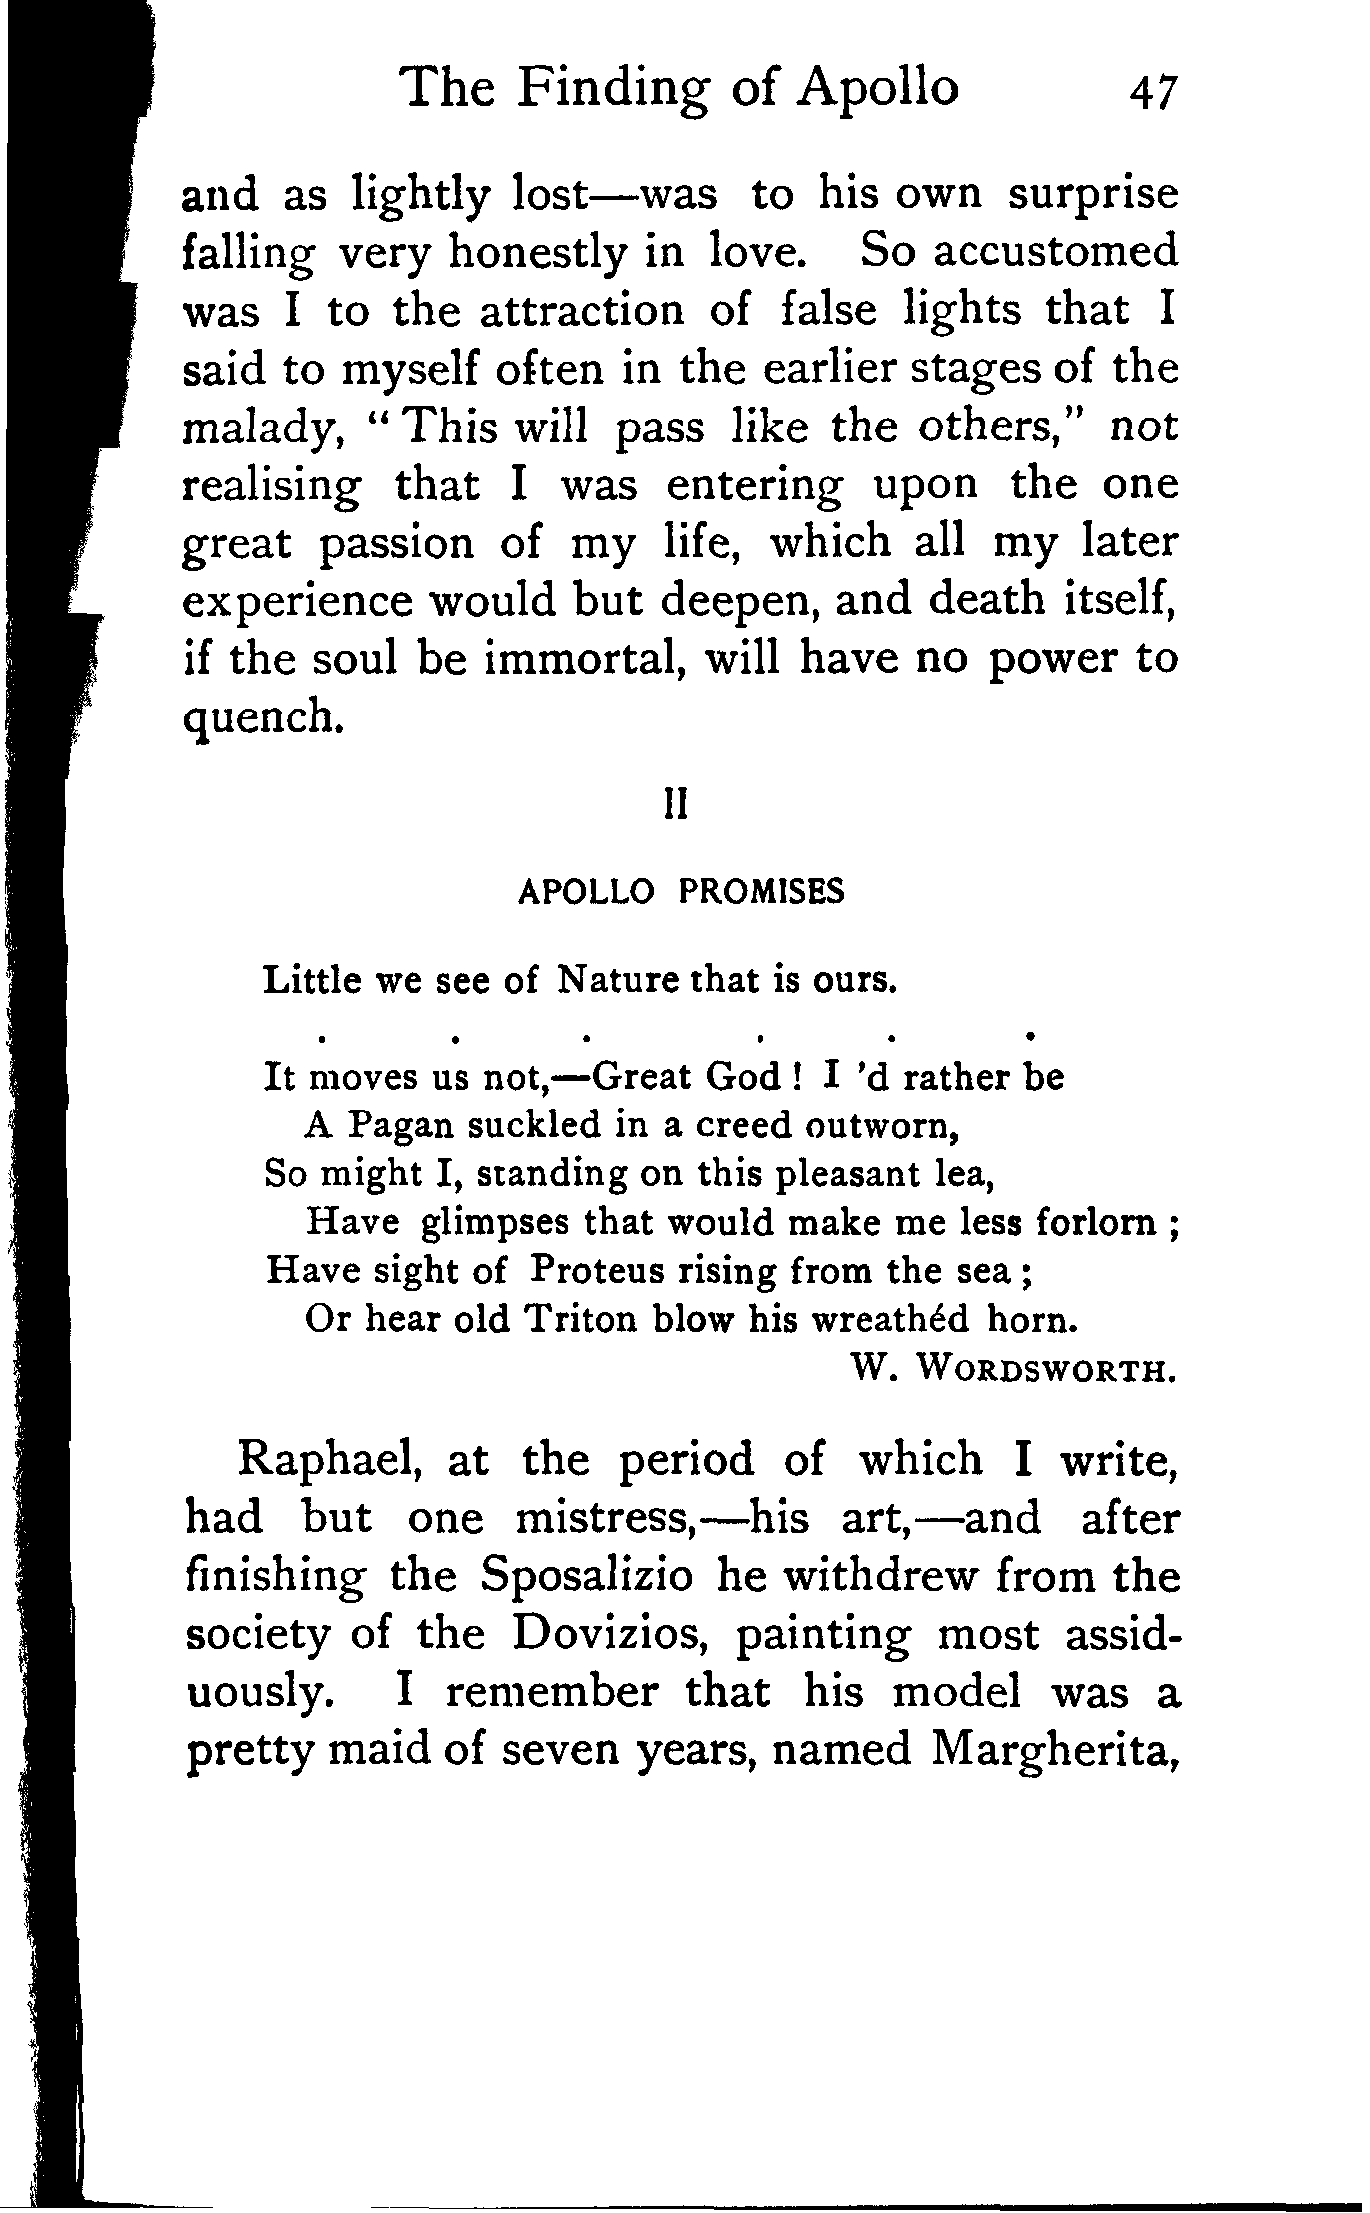 The Finding of Apollo 47
and as lightly lost—was to his own surprise
falling very honestly in love. So accustomed
was I to the attraction of false lights that I
said to myself often in the earlier stages of the
malady, “This will pass like the others,” not
realising that I was entering upon the one
great passion of my life, which all my later
experience would but deepen, and death itself,
if the soul be immortal, will have no power to
quench.
II
APOLLO PROMISES
Little we see of Nature that is ours.
. . . . . .
It moves us not,—Great God! I 'd rather be
A Pagan suckled in a creed outworn,
So might I, standing on this pleasant lea,
Have glimpses that would make me less forlorn;
Have sight of Proteus rising from the sea;
Or hear old Triton blow his wreathéd horn.
W. WORDSWORTH.
Raphael, at the period of which I write,
had but one mistress,—his art,—and after
finishing the Sposalizio he withdrew from the
society of the Dovizios, painting most assid-
uously. I remember that his model was a
pretty maid of seven years, named Margherita,